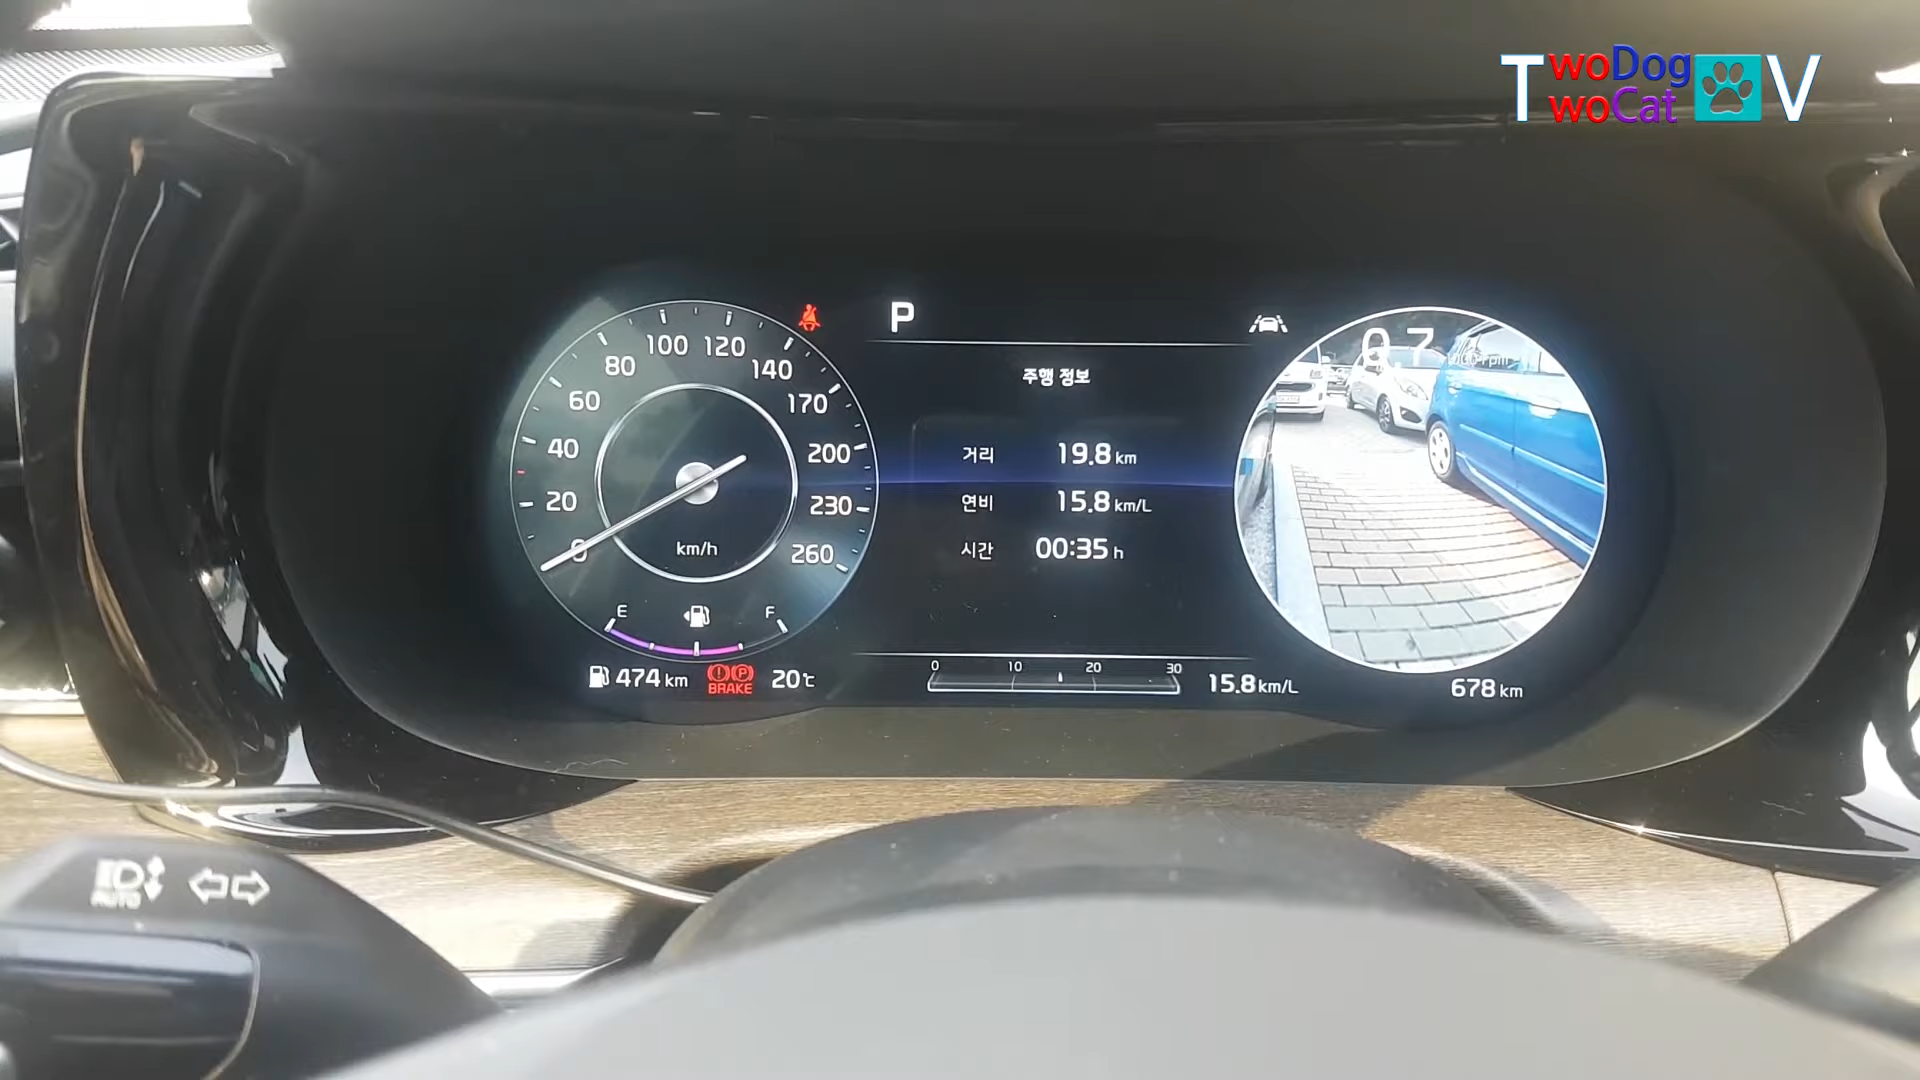 TwoDog V
TwoCat
P
주행 정보
거리 19.8 km
연비 15.8 km/L
시간 00:35 h
0
20
40
60
80
100
120
140
170
200
230
260
km/h
E F
474 km
BRAKE
20℃
0 10 20 30
15.8 km/L
0.7
678 km
AUTO